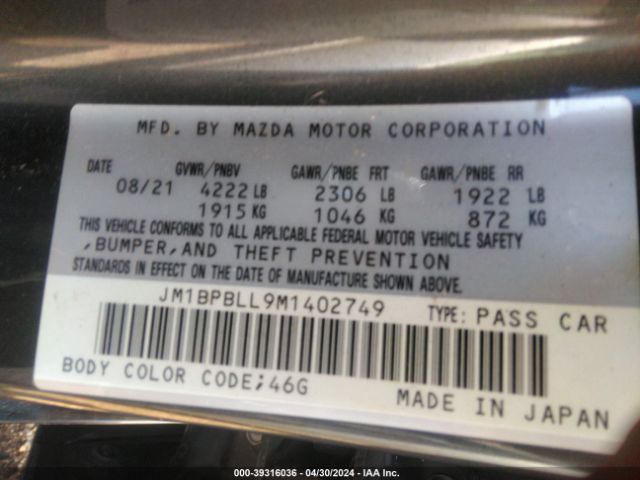 MFD. BY MAZDA MOTOR CORPORATION
DATE GVWR/PNBV GAWR/PNBE FRT GAWR/PNBE RR
08/21 4222 LB 2306 LB 1922 LB
1915 KG 1046 KG 872 KG
THIS VEHICLE CONFORMS TO ALL APPLICABLE FEDERAL MOTOR VEHICLE SAFETY
,BUMPER,AND THEFT PREVENTION
STANDARDS IN EFFECT ON THE DATE OF MANUFACTURE SHOWN ABOVE.
JM1BPBLL9M1402749 TYPE: PASS CAR
BODY COLOR CODE;46G
MADE IN JAPAN
000-39316036 - 04/30/2024 - IAA Inc.